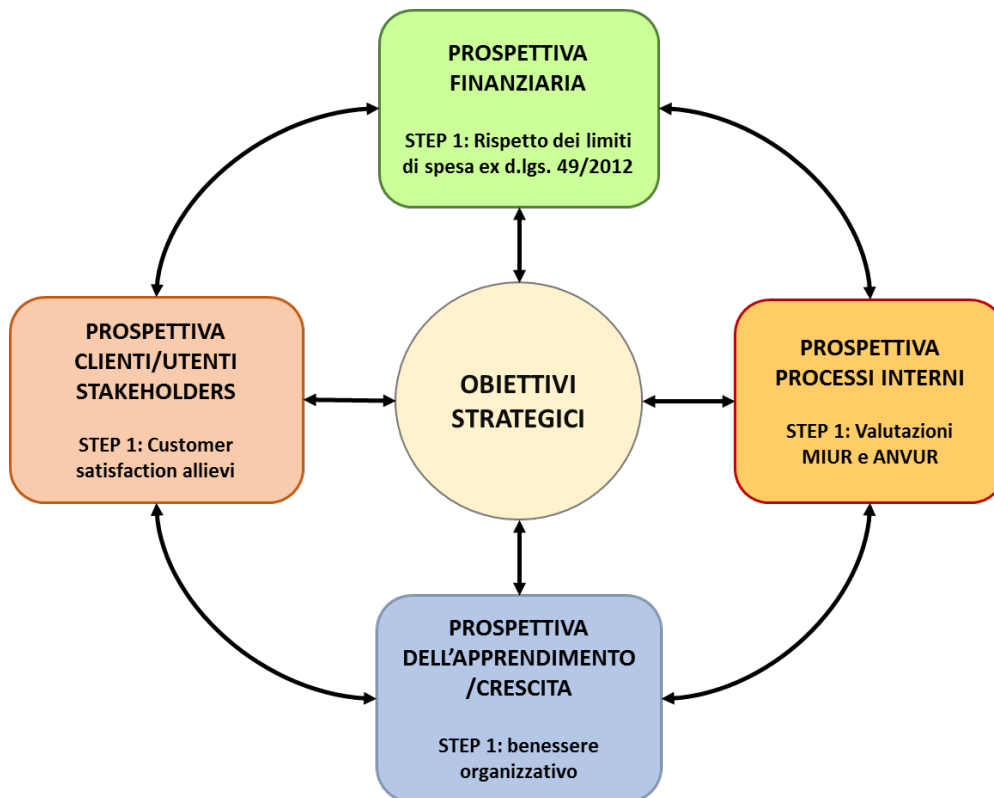 PROSPETTIVA
FINANZIARIA
STEP 1: Rispetto dei limiti
di spesa ex d.lgs. 49/2012
PROSPETTIVA
CLIENTI/UTENTI
STAKEHOLDERS
STEP 1: Customer
satisfaction allievi
OBIETTIVI
STRATEGICI
PROSPETTIVA
PROCESSI INTERNI
STEP 1: Valutazioni
MIUR e ANVUR
PROSPETTIVA
DELL’APPRENDIMENTO
/CRESCITA
STEP 1: benessere
organizzativo